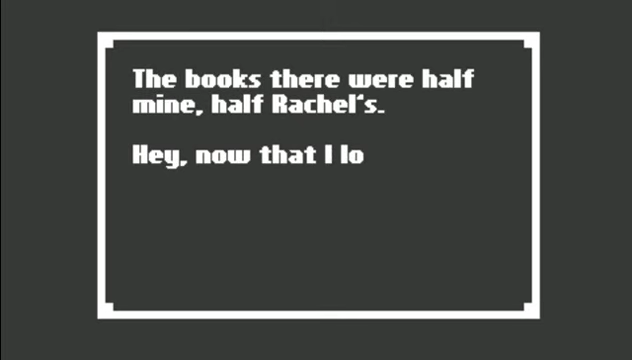 The books there were half
mine, half Rachel's.
Hey, now that I lo